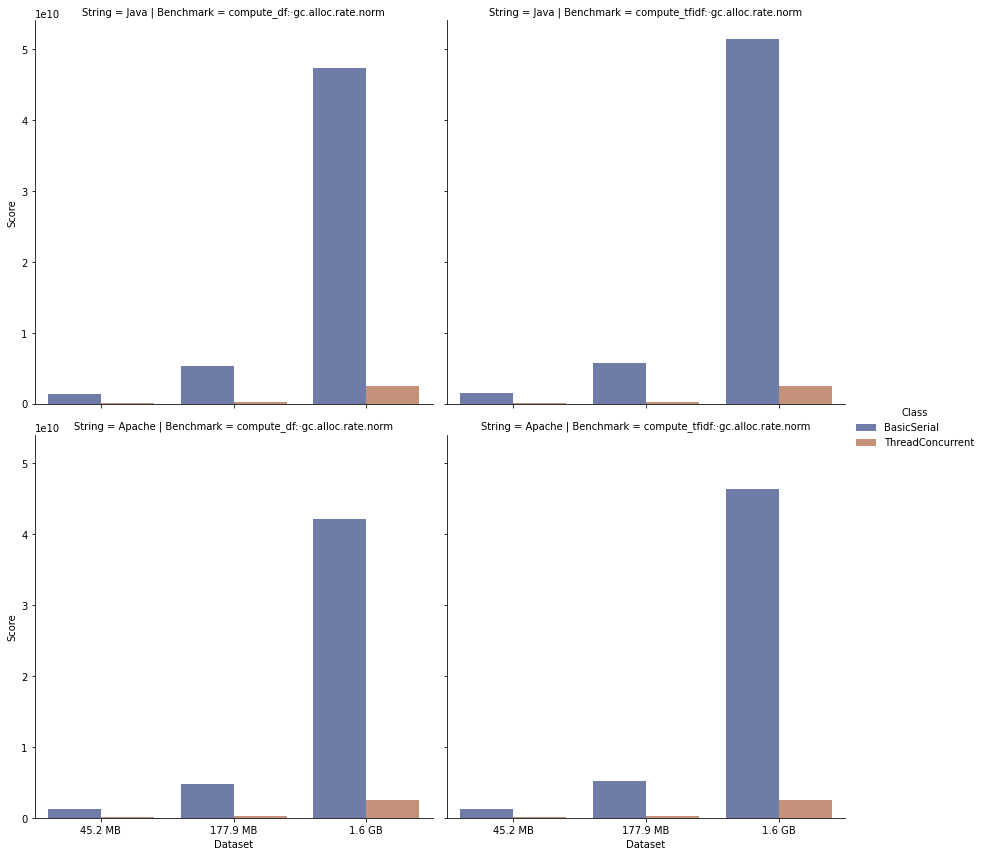 1e10
String = Java | Benchmark = compute_df:·gc.alloc.rate.norm
String = Java | Benchmark = compute_tfidf:·gc.alloc.rate.norm
5
4
3
2
1
0
Score
Class
BasicSerial
ThreadConcurrent
1e10
String = Apache | Benchmark = compute_df:·gc.alloc.rate.norm
String = Apache | Benchmark = compute_tfidf:·gc.alloc.rate.norm
5
4
3
2
1
0
Score
45.2 MB
177.9 MB
1.6 GB
Dataset
45.2 MB
177.9 MB
1.6 GB
Dataset